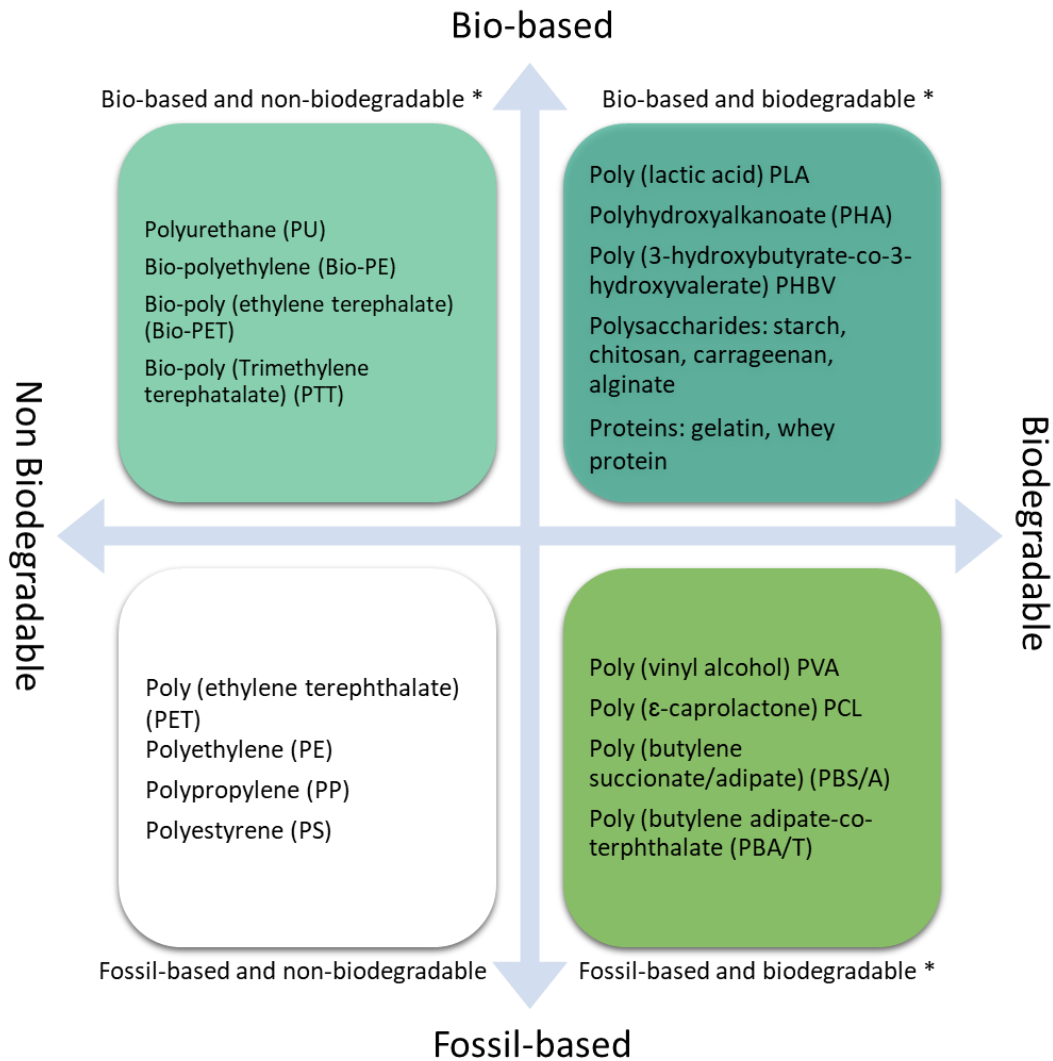 Bio-based
Bio-based and non-biodegradable *
Bio-based and biodegradable *
Polyurethane (PU)
Bio-polyethylene (Bio-PE)
Bio-poly (ethylene terephalate)
(Bio-PET)
Bio-poly (Trimethylene
terephatalate) (PTT)
Poly (lactic acid) PLA
Polyhydroxyalkanoate (PHA)
Poly (3-hydroxybutyrate-co-3-
hydroxyvalerate) PHBV
Polysaccharides: starch,
chitosan, carrageenan,
alginate
Proteins: gelatin, whey
protein
Non Biodegradable
Biodegradable
Poly (ethylene terephthalate)
(PET)
Polyethylene (PE)
Polypropylene (PP)
Polyestyrene (PS)
Poly (vinyl alcohol) PVA
Poly (ε-caprolactone) PCL
Poly (butylene
succionate/adipate) (PBS/A)
Poly (butylene adipate-co-
terphthalate (PBA/T)
Fossil-based and non-biodegradable
Fossil-based and biodegradable *
Fossil-based